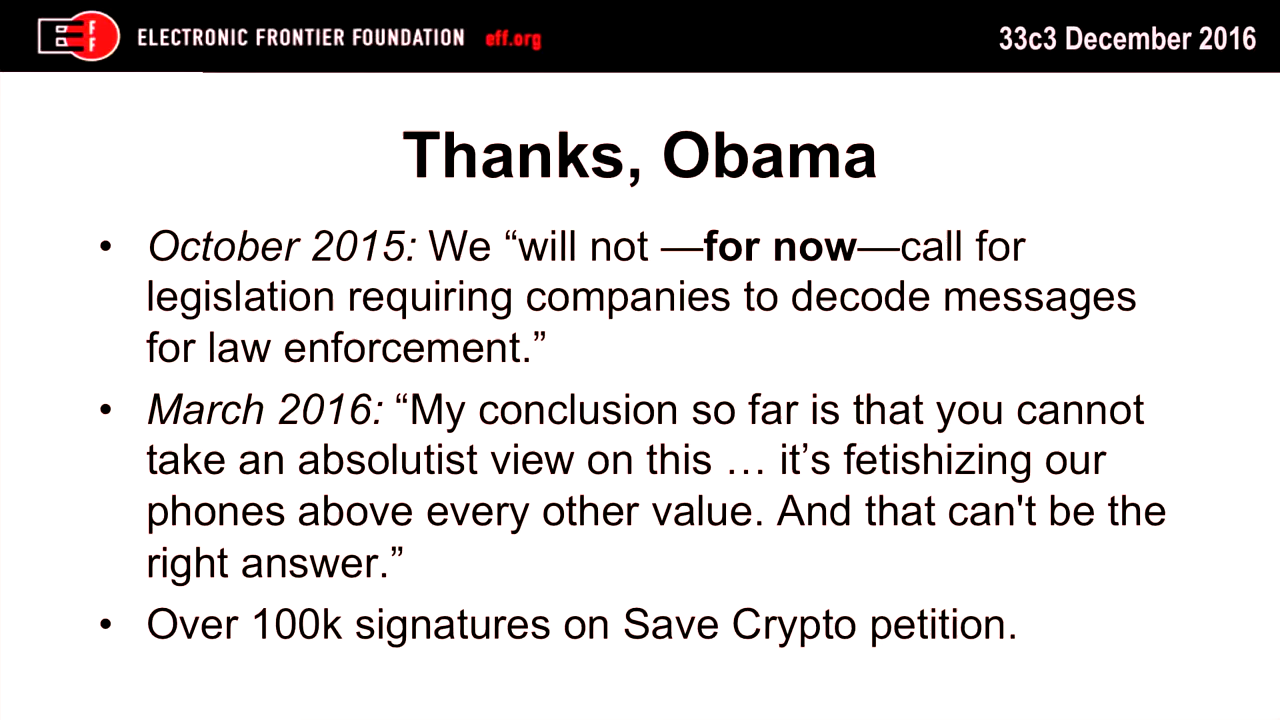 EFF
ELECTRONIC FRONTIER FOUNDATION eff.org
33c3 December 2016
Thanks, Obama
• October 2015: We “will not —for now—call for
legislation requiring companies to decode messages
for law enforcement.”
• March 2016: “My conclusion so far is that you cannot
take an absolutist view on this … it’s fetishizing our
phones above every other value. And that can't be the
right answer.”
• Over 100k signatures on Save Crypto petition.